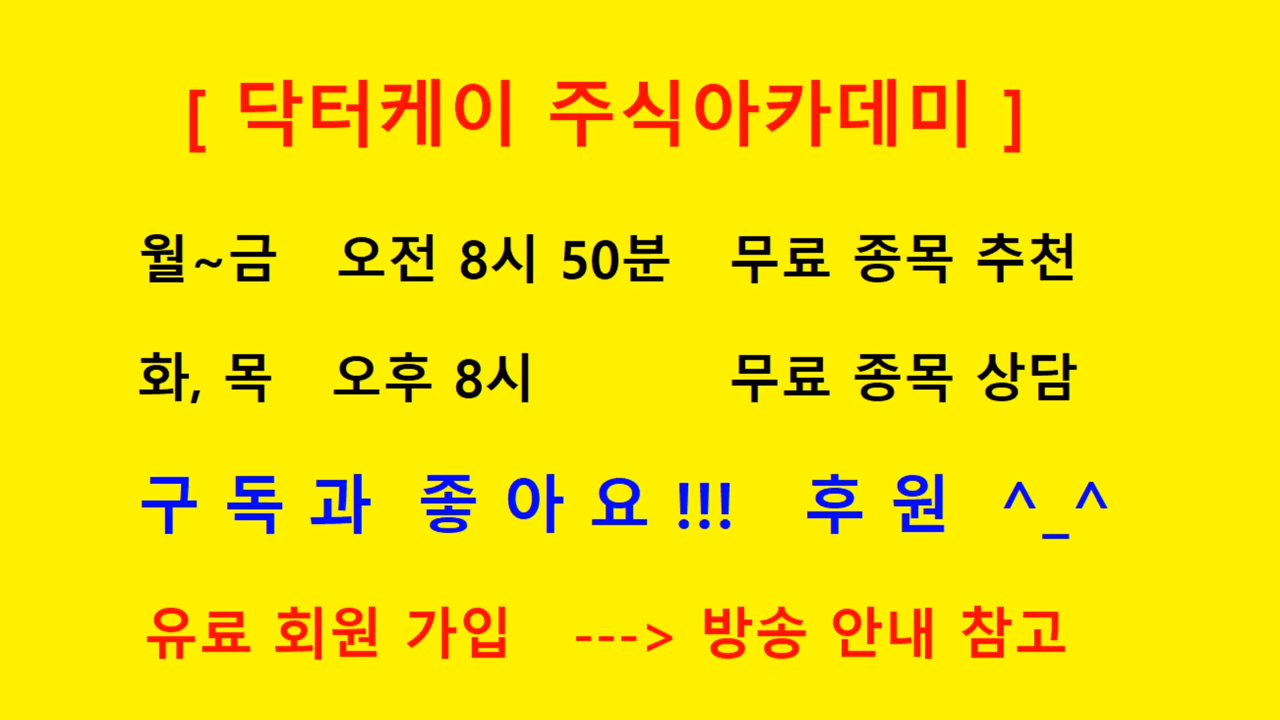 [ 닥터케이 주식아카데미 ]
월~금 오전 8시 50분 무료 종목 추천
화, 목 오후 8시 무료 종목 상담
구 독 과 좋 아 요 !!! 후 원 ^_^
유료 회원 가입 ---> 방송 안내 참고